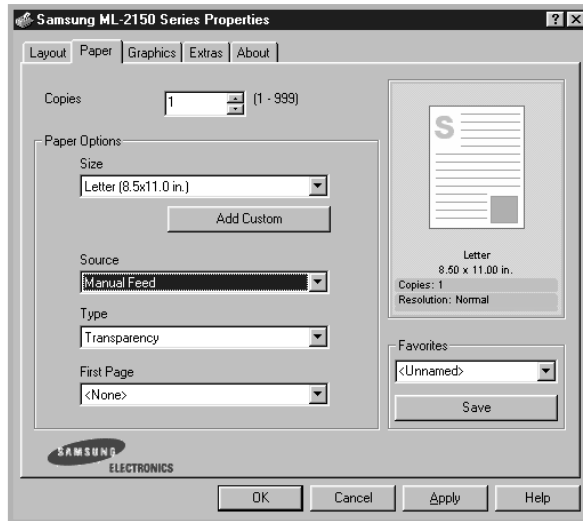 Samsung ML-2150 Series Properties
Layout Paper Graphics Extras About
Copies 1 (1 - 999)
Paper Options
Size
Letter (8.5x11.0 in.)
Add Custom
Source
Manual Feed
Type
Transparency
First Page
<None>
S
Letter
8.50 x 11.00 in.
Copies: 1
Resolution: Normal
Favorites
<Unnamed>
Save
SAMSUNG
ELECTRONICS
OK Cancel Apply Help